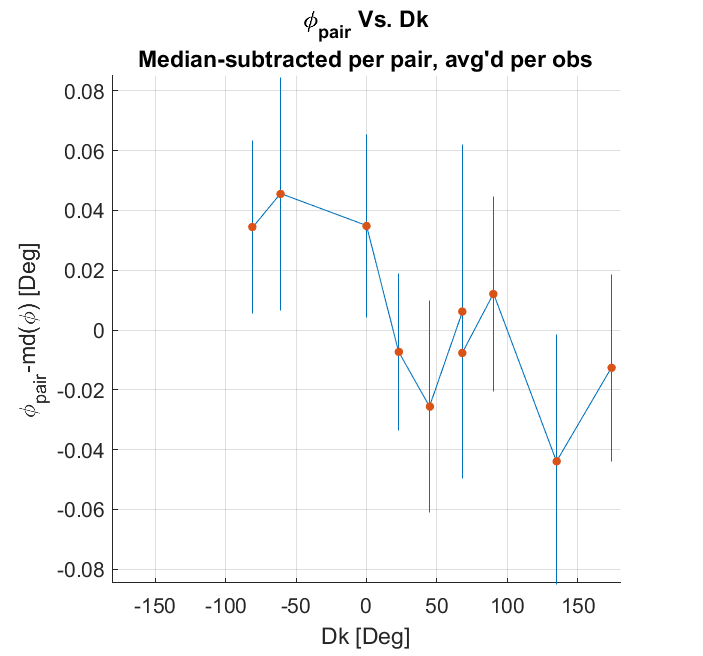 ϕpair Vs. Dk
Median-subtracted per pair, avg'd per obs
0.08
0.06
0.04
0.02
0
-0.02
-0.04
-0.06
-0.08
ϕpair-md(ϕ) [Deg]
-150 -100 -50 0 50 100 150
Dk [Deg]